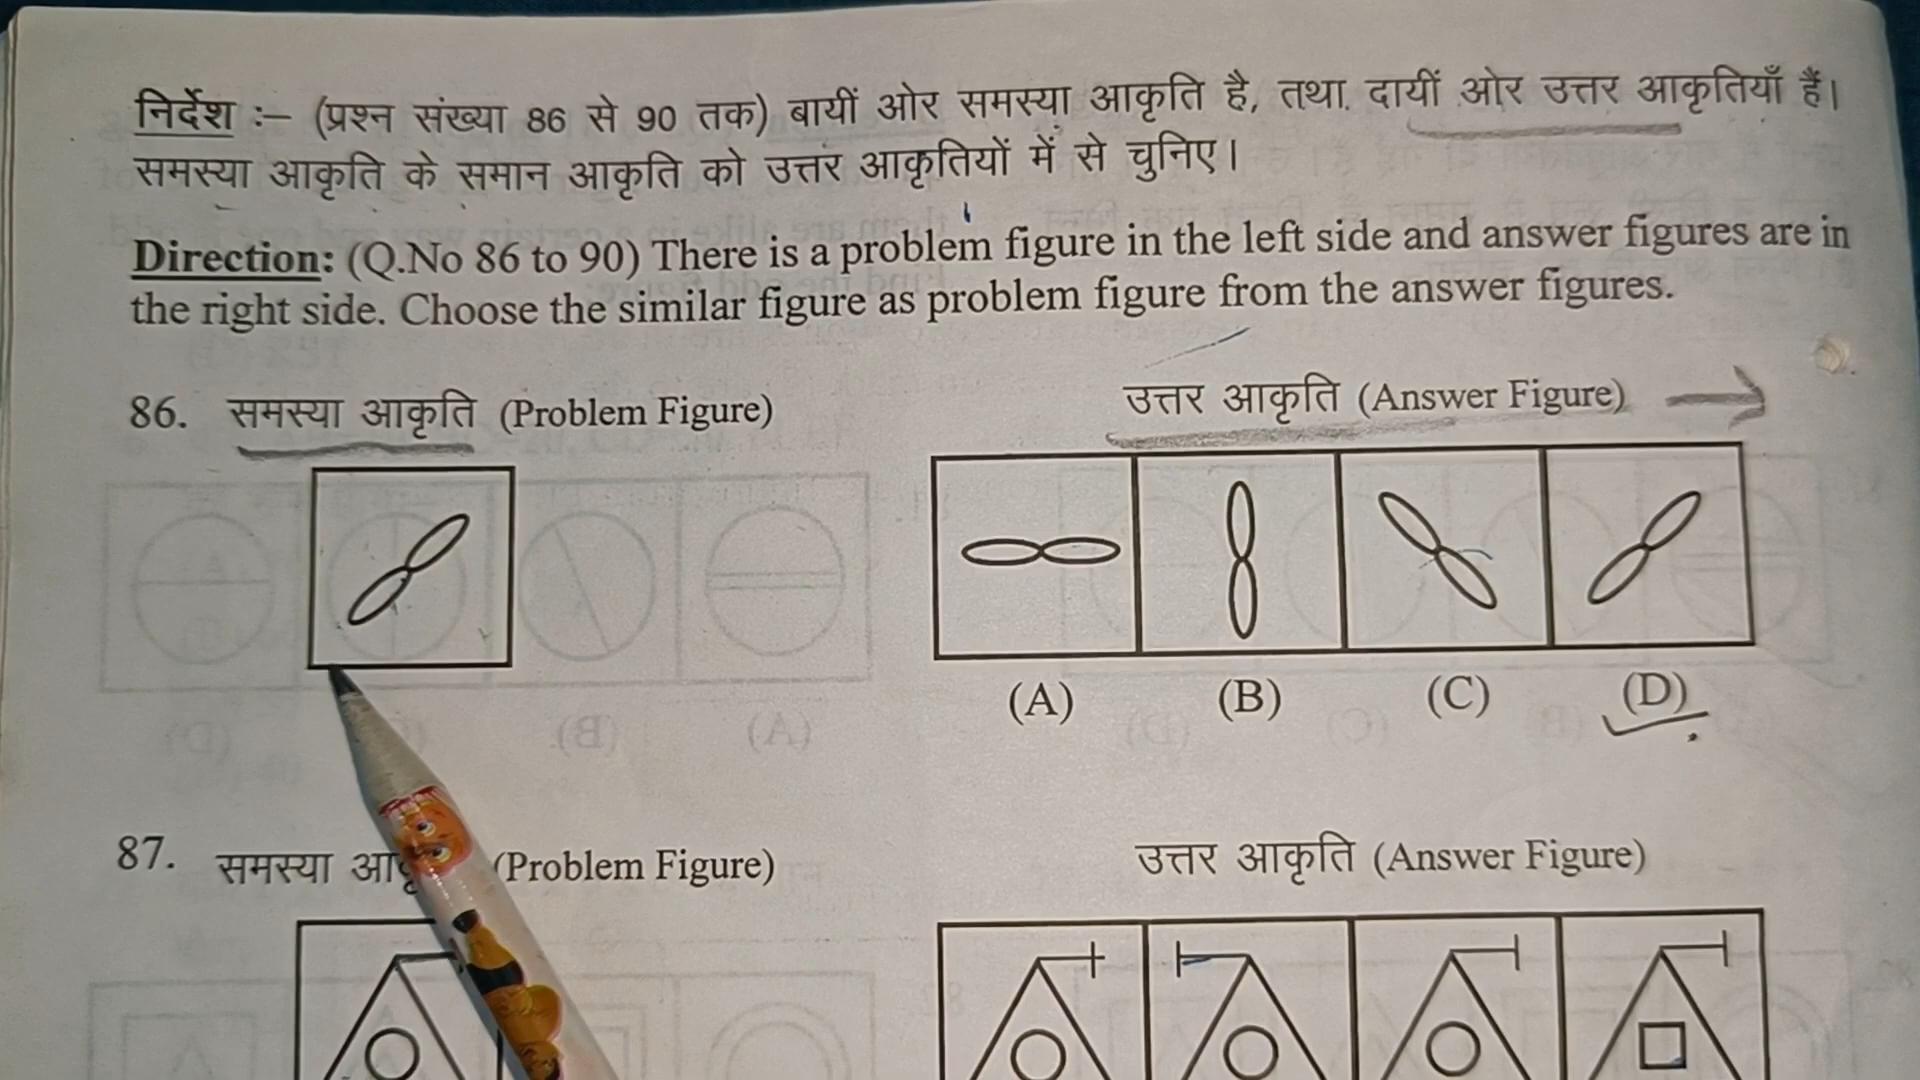 निर्देश :– (प्रश्न संख्या 86 से 90 तक) बायीं ओर समस्या आकृति है, तथा दायीं ओर उत्तर आकृतियाँ हैं।
समस्या आकृति के समान आकृति को उत्तर आकृतियों में से चुनिए।
Direction: (Q.No 86 to 90) There is a problem figure in the left side and answer figures are in
the right side. Choose the similar figure as problem figure from the answer figures.
86. समस्या आकृति (Problem Figure)
उत्तर आकृति (Answer Figure)
(A) (B) (C) (D)
87. समस्या (Problem Figure)
उत्तर आकृति (Answer Figure)